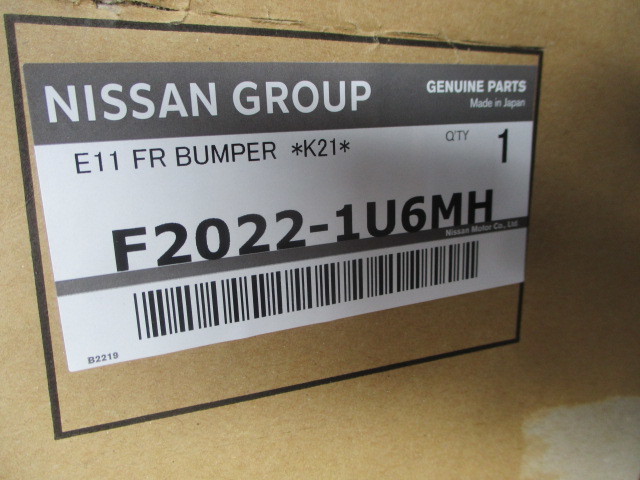 NISSAN GROUP
GENUINE PARTS
Made in Japan
E11 FR BUMPER *K21*
Q'TY 1
F2022-1U6MH
Nissan Motor Co., Ltd.
B2219